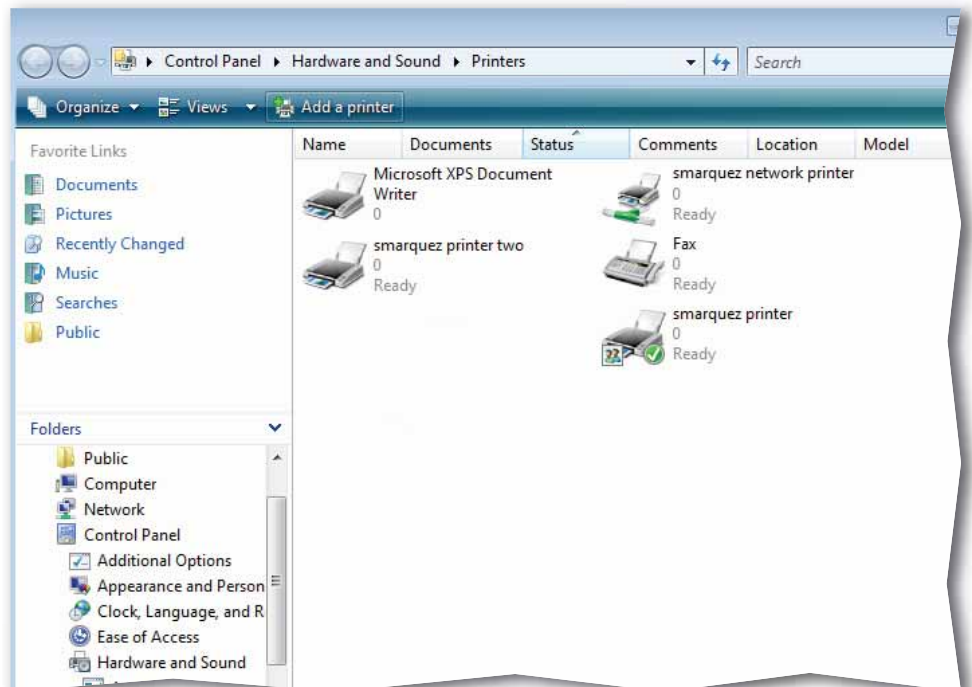 Control Panel ▸ Hardware and Sound ▸ Printers
Search
Organize
Views
Add a printer
Favorite Links
Documents
Pictures
Recently Changed
Music
Searches
Public
Folders
Public
Computer
Network
Control Panel
Additional Options
Appearance and Person
Clock, Language, and R
Ease of Access
Hardware and Sound
Name Documents Status Comments Location Model
Microsoft XPS Document
Writer
0
smarquez printer two
0
Ready
smarquez network printer
0
Ready
Fax
0
Ready
smarquez printer
0
Ready